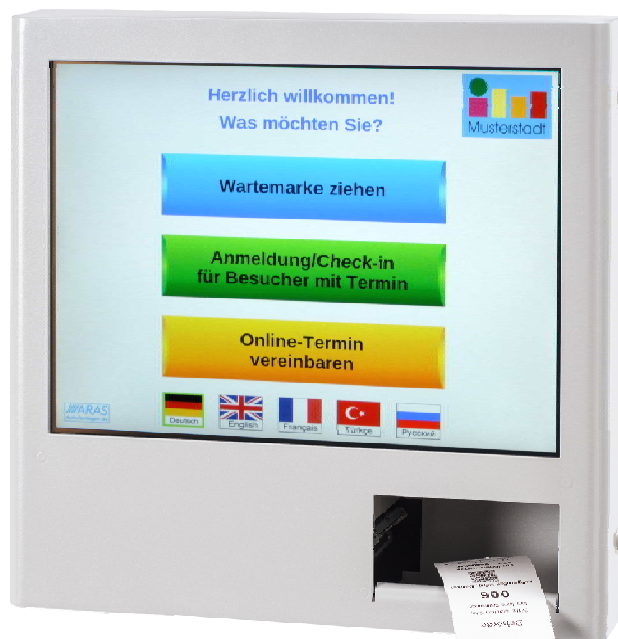 Herzlich willkommen!
Was möchten Sie?
Musterstadt
Wartemarke ziehen
Anmeldung/Check-in
für Besucher mit Termin
Online-Termin
vereinbaren
ARAS
Deutsch
English
Français
Türkçe
Русский
006